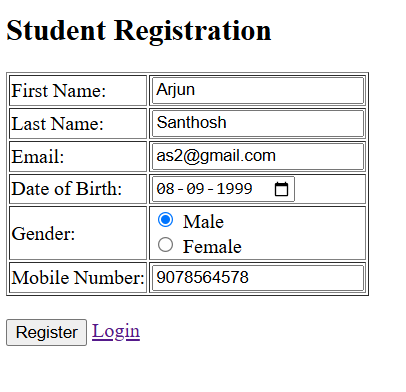 Student Registration
First Name: Arjun
Last Name: Santhosh
Email: as2@gmail.com
Date of Birth: 08-09-1999
Gender: Male
Female
Mobile Number: 9078564578
Register Login